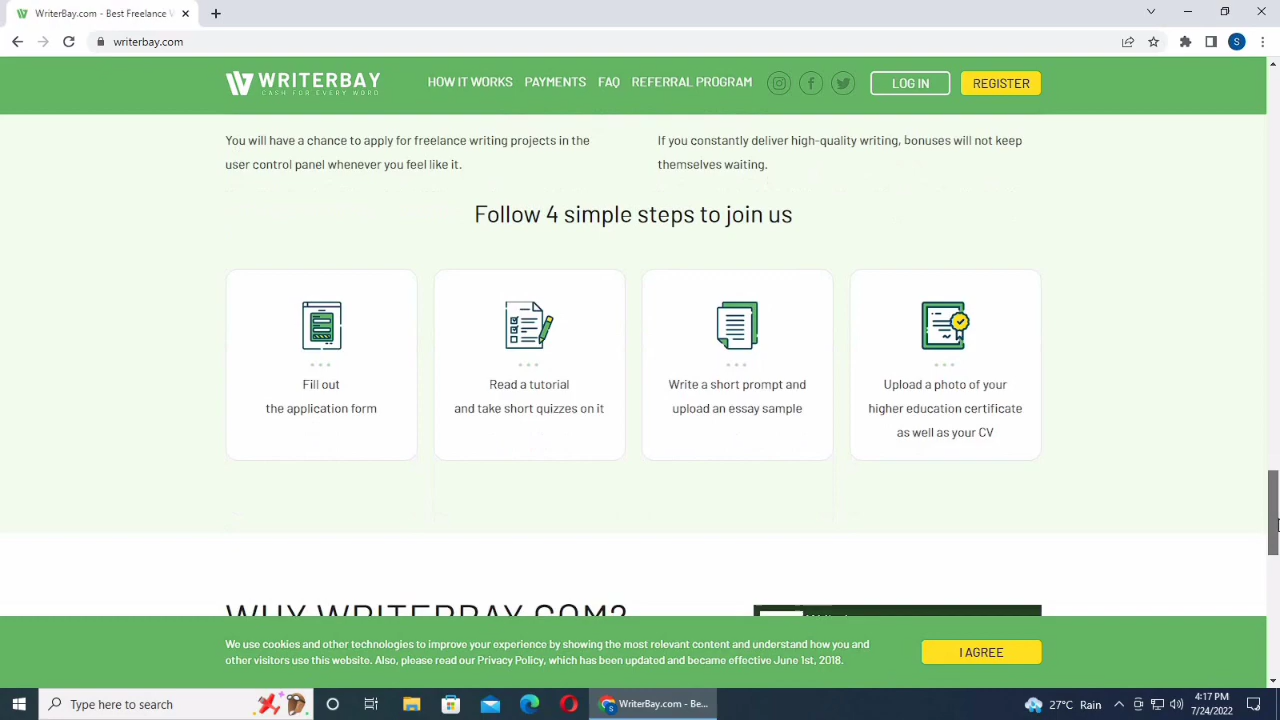 WriterBay.com - Best Freelance W
writerbay.com
S
WRITERBAY
CASH FOR EVERY WORD
HOW IT WORKS PAYMENTS FAQ REFERRAL PROGRAM
LOG IN
REGISTER
You will have a chance to apply for freelance writing projects in the
user control panel whenever you feel like it.
If you constantly deliver high-quality writing, bonuses will not keep
themselves waiting.
Follow 4 simple steps to join us
Fill out
the application form
Read a tutorial
and take short quizzes on it
Write a short prompt and
upload an essay sample
Upload a photo of your
higher education certificate
as well as your CV
WHY WRITERBAY.COM?
We use cookies and other technologies to improve your experience by showing the most relevant content and understand how you and
other visitors use this website. Also, please read our Privacy Policy, which has been updated and became effective June 1st, 2018.
I AGREE
Type here to search
WriterBay.com - Be...
27°C Rain
4:17 PM
7/24/2022